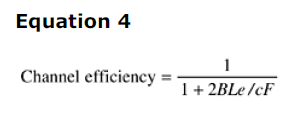 Equation 4
Channel efficiency = 1 / (1 + 2BLe/cF)